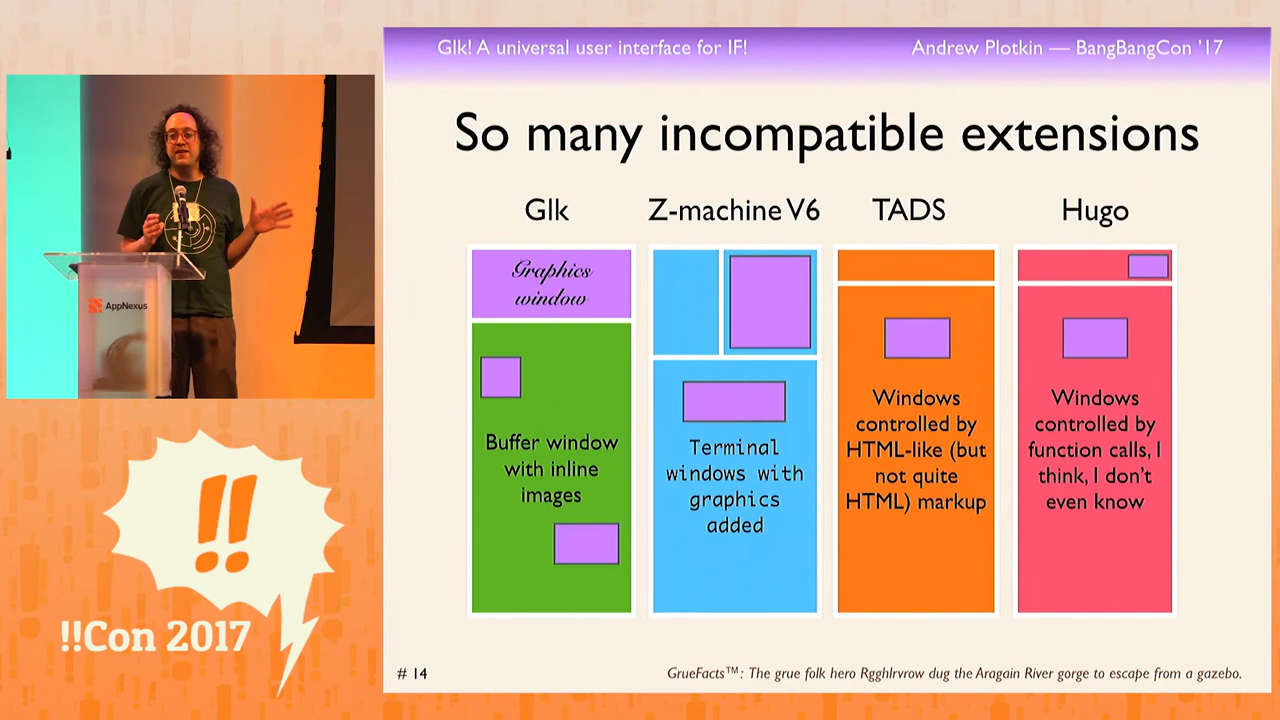 Glk! A universal user interface for IF!
Andrew Plotkin — BangBangCon '17
So many incompatible extensions
Glk
Z-machine V6
TADS
Hugo
Graphics
window
Buffer window
with inline
images
Terminal
windows with
graphics
added
Windows
controlled by
HTML-like (but
not quite
HTML) markup
Windows
controlled by
function calls, I
think, I don't
even know
# 14
GrueFacts™: The grue folk hero Rgghlrvrow dug the Aragain River gorge to escape from a gazebo.
AppNexus
!!
!!Con 2017